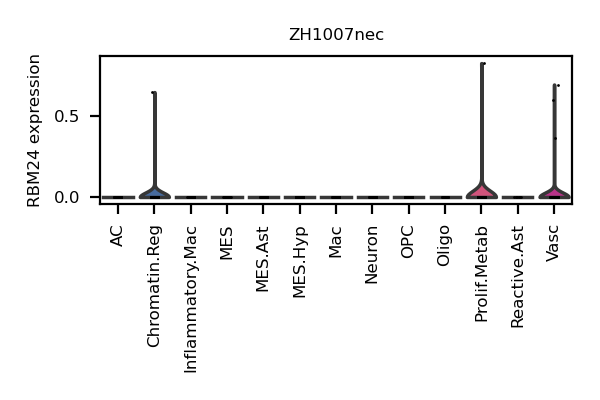 ZH1007nec
RBM24 expression
0.5
0.0
AC
Chromatin.Reg
Inflammatory.Mac
MES
MES.Ast
MES.Hyp
Mac
Neuron
OPC
Oligo
Prolif.Metab
Reactive.Ast
Vasc